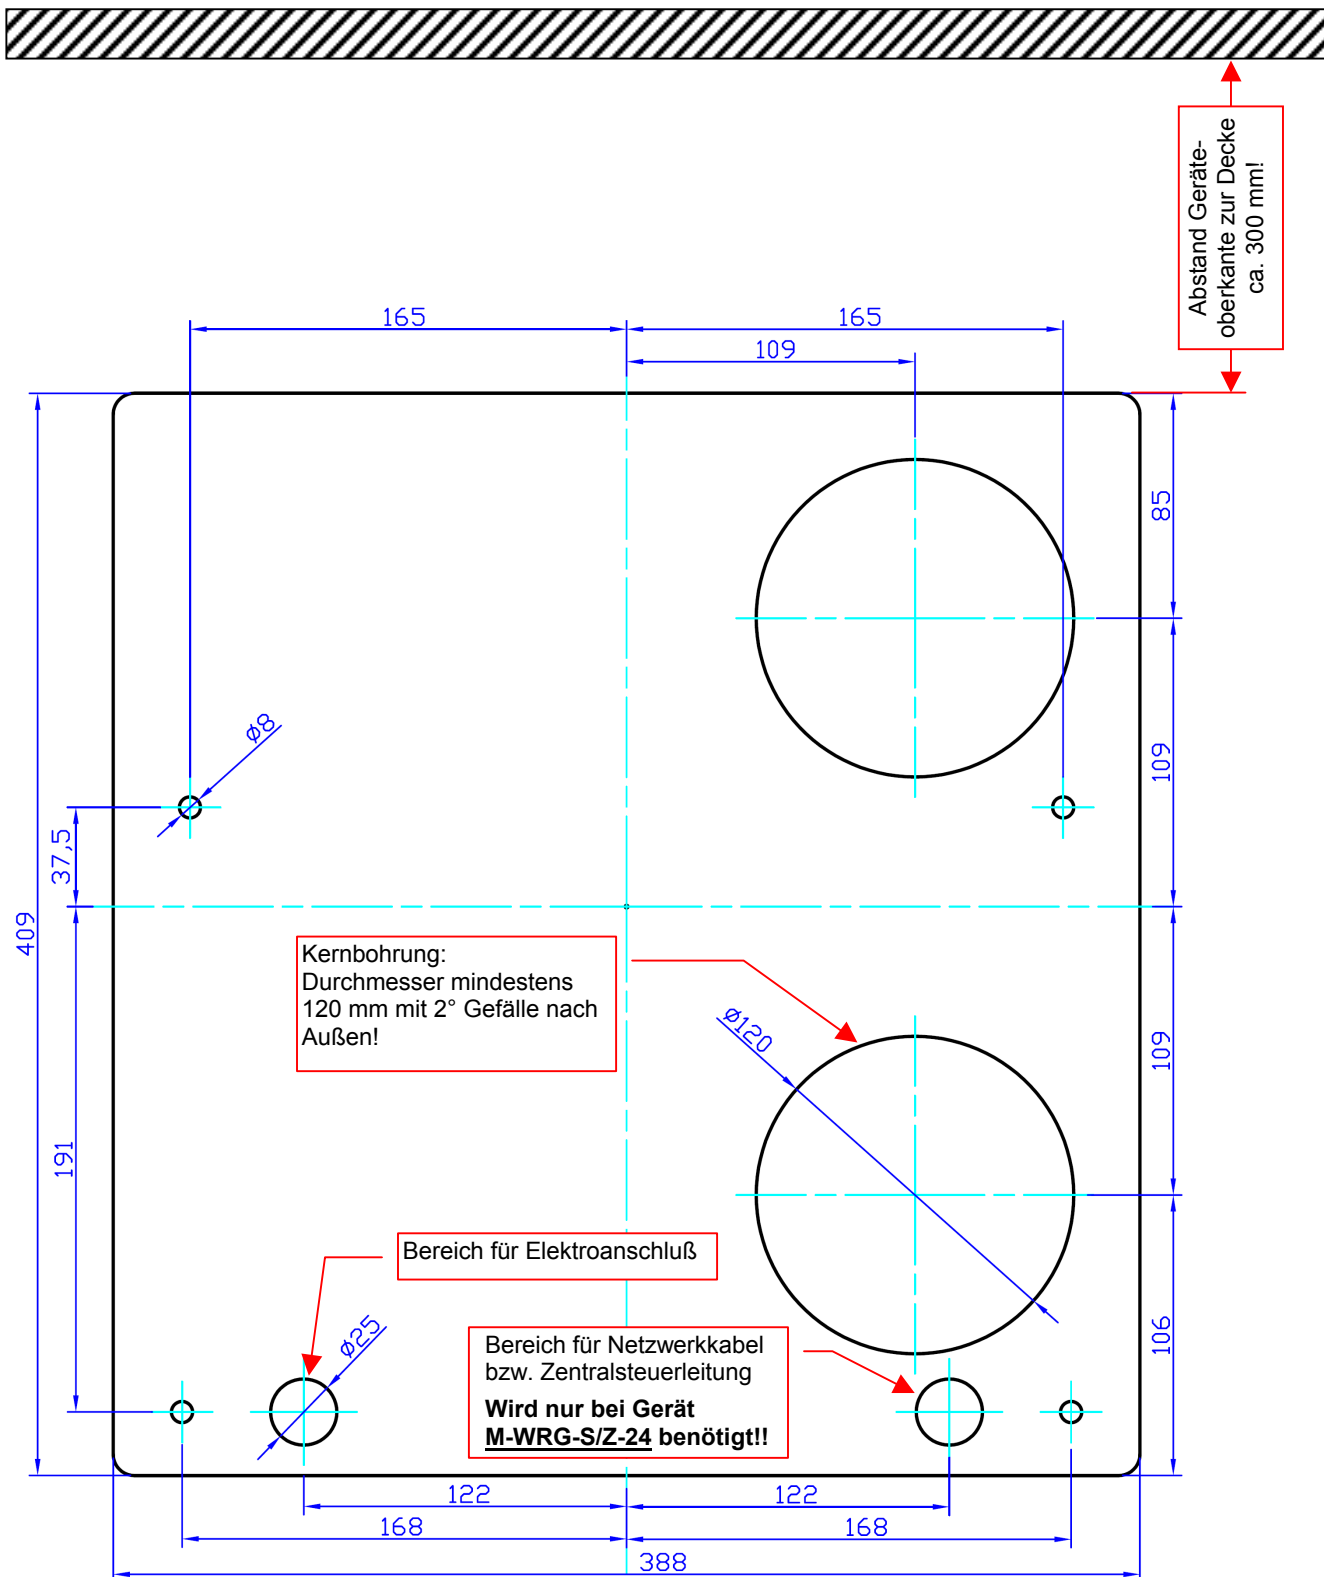 Abstand Geräte-
oberkante zur Decke
ca. 300 mm!
165
165
109
85
ø8
109
37,5
409
Kernbohrung:
Durchmesser mindestens
120 mm mit 2° Gefälle nach
Außen!
ø120
109
191
Bereich für Elektroanschluß
ø25
Bereich für Netzwerkkabel
bzw. Zentralsteuerleitung
Wird nur bei Gerät
M-WRG-S/Z-24 benötigt!!
106
122
122
168
168
388